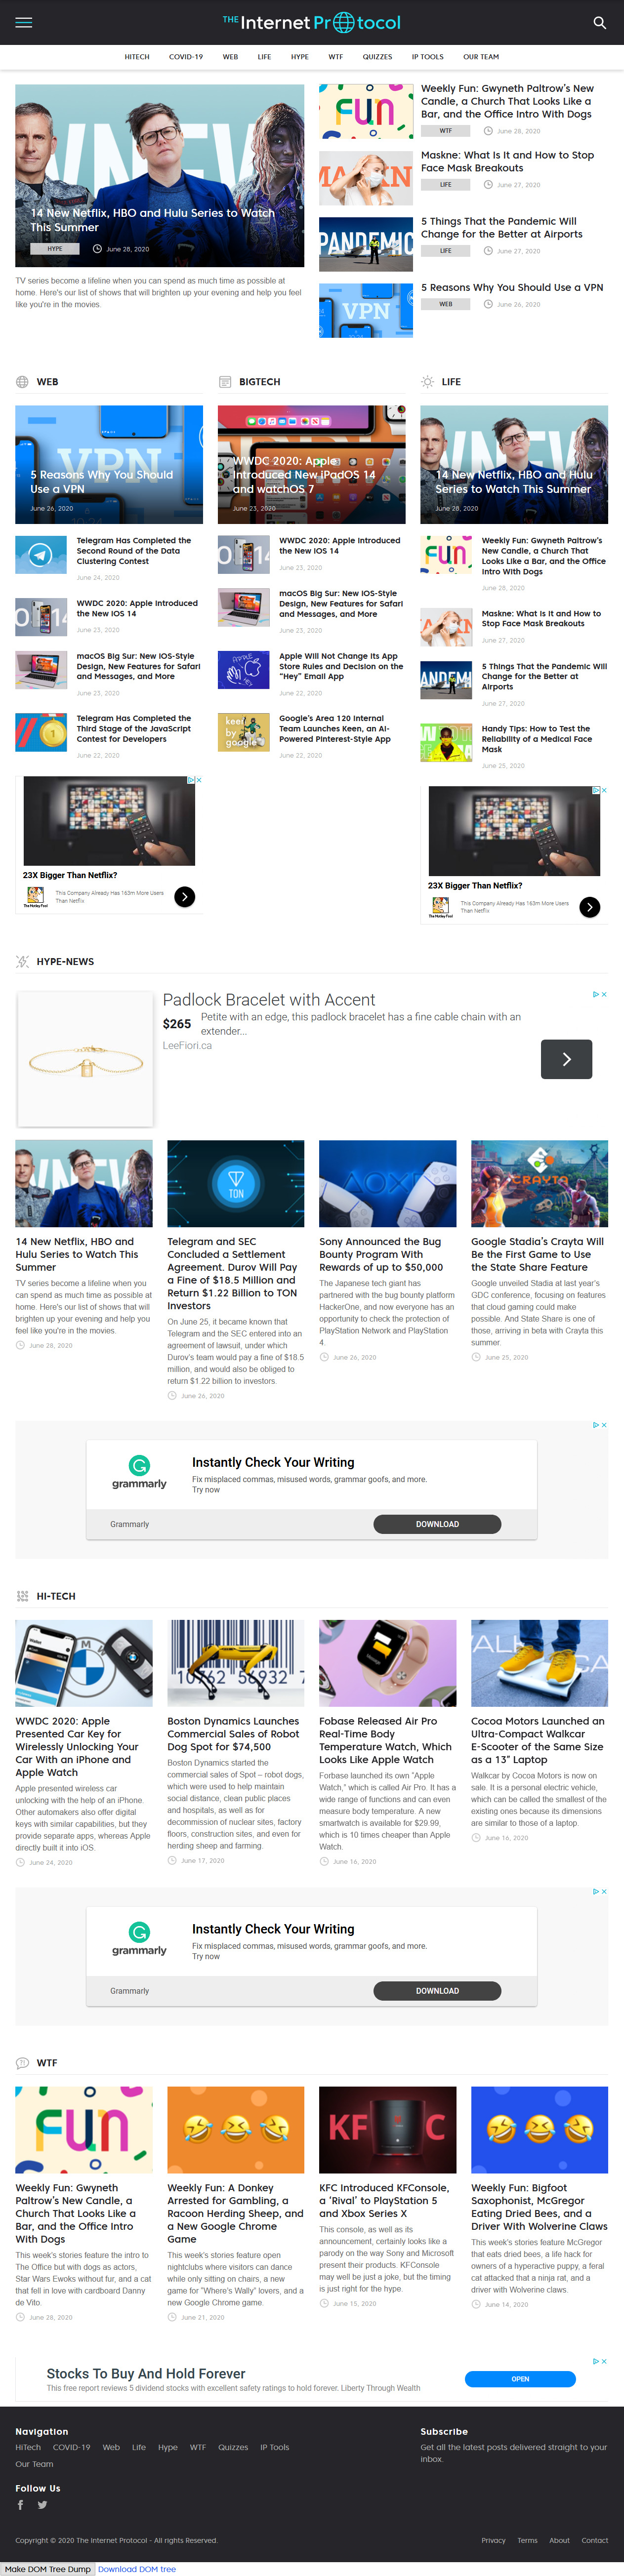 THE Internet Protocol
HITECH COVID-19 WEB LIFE HYPE WTF QUIZZES IP TOOLS OUR TEAM
14 New Netflix, HBO and Hulu Series to Watch
This Summer
HYPE June 28, 2020
TV series become a lifeline when you can spend as much time as possible at
home. Here's our list of shows that will brighten up your evening and help you feel
like you're in the movies.
Weekly Fun: Gwyneth Paltrow's New
Candle, a Church That Looks Like a
Bar, and the Office Intro With Dogs
WTF June 28, 2020
Maskne: What Is It and How to Stop
Face Mask Breakouts
LIFE June 27, 2020
5 Things That the Pandemic Will
Change for the Better at Airports
LIFE June 27, 2020
5 Reasons Why You Should Use a VPN
WEB June 26, 2020
WEB
5 Reasons Why You Should
Use a VPN
June 26, 2020
Telegram Has Completed the
Second Round of the Data
Clustering Contest
June 24, 2020
WWDC 2020: Apple Introduced
the New iOS 14
June 23, 2020
macOS Big Sur: New iOS-Style
Design, New Features for Safari
and Messages, and More
June 23, 2020
Telegram Has Completed the
Third Stage of the JavaScript
Contest for Developers
June 22, 2020
23X Bigger Than Netflix?
This Company Already Has 163m More Users
Than Netflix
The Motley Fool
BIGTECH
WWDC 2020: Apple
Introduced New iPadOS 14
and watchOS 7
June 23, 2020
WWDC 2020: Apple Introduced
the New iOS 14
June 23, 2020
macOS Big Sur: New iOS-Style
Design, New Features for Safari
and Messages, and More
June 23, 2020
Apple Will Not Change Its App
Store Rules and Decision on the
"Hey" Email App
June 22, 2020
Google's Area 120 Internal
Team Launches Keen, an AI-
Powered Pinterest-Style App
June 22, 2020
LIFE
14 New Netflix, HBO and Hulu
Series to Watch This Summer
June 28, 2020
Weekly Fun: Gwyneth Paltrow's
New Candle, a Church That
Looks Like a Bar, and the Office
Intro With Dogs
June 28, 2020
Maskne: What Is It and How to
Stop Face Mask Breakouts
June 27, 2020
5 Things That the Pandemic Will
Change for the Better at
Airports
June 27, 2020
Handy Tips: How to Test the
Reliability of a Medical Face
Mask
June 25, 2020
23X Bigger Than Netflix?
This Company Already Has 163m More Users
Than Netflix
The Motley Fool
HYPE-NEWS
Padlock Bracelet with Accent
$265 Petite with an edge, this padlock bracelet has a fine cable chain with an
extender...
LeeFiori.ca
14 New Netflix, HBO and
Hulu Series to Watch This
Summer
TV series become a lifeline when you
can spend as much time as possible at
home. Here's our list of shows that will
brighten up your evening and help you
feel like you're in the movies.
June 28, 2020
TON
Telegram and SEC
Concluded a Settlement
Agreement. Durov Will Pay
a Fine of $18.5 Million and
Return $1.22 Billion to TON
Investors
On June 25, it became known that
Telegram and the SEC entered into an
agreement of lawsuit, under which
Durov's team would pay a fine of $18.5
million, and would also be obliged to
return $1.22 billion to investors.
June 26, 2020
Sony Announced the Bug
Bounty Program With
Rewards of up to $50,000
The Japanese tech giant has
partnered with the bug bounty platform
HackerOne, and now everyone has an
opportunity to check the protection of
PlayStation Network and PlayStation
4.
June 26, 2020
CRAYTA
Google Stadia's Crayta Will
Be the First Game to Use
the State Share Feature
Google unveiled Stadia at last year's
GDC conference, focusing on features
that cloud gaming could make
possible. And State Share is one of
those, arriving in beta with Crayta this
summer.
June 25, 2020
grammarly
Instantly Check Your Writing
Fix misplaced commas, misused words, grammar goofs, and more.
Try now
Grammarly DOWNLOAD
HI-TECH
WWDC 2020: Apple
Presented Car Key for
Wirelessly Unlocking Your
Car With an iPhone and
Apple Watch
Apple presented wireless car
unlocking with the help of an iPhone.
Other automakers also offer digital
keys with similar capabilities, but they
provide separate apps, whereas Apple
directly built it into iOS.
June 24, 2020
Boston Dynamics Launches
Commercial Sales of Robot
Dog Spot for $74,500
Boston Dynamics started the
commercial sales of Spot – robot dogs,
which were used to help maintain
social distance, clean public places
and hospitals, as well as for
decommission of nuclear sites, factory
floors, construction sites, and even for
herding sheep and farming.
June 17, 2020
Fobase Released Air Pro
Real-Time Body
Temperature Watch, Which
Looks Like Apple Watch
Forbase launched its own "Apple
Watch," which is called Air Pro. It has a
wide range of functions and can even
measure body temperature. A new
smartwatch is available for $29.99,
which is 10 times cheaper than Apple
Watch.
June 16, 2020
Cocoa Motors Launched an
Ultra-Compact Walkcar
E-Scooter of the Same Size
as a 13" Laptop
Walkcar by Cocoa Motors is now on
sale. It is a personal electric vehicle,
which can be called the smallest of the
existing ones because its dimensions
are similar to those of a laptop.
June 16, 2020
grammarly
Instantly Check Your Writing
Fix misplaced commas, misused words, grammar goofs, and more.
Try now
Grammarly DOWNLOAD
WTF
FUN
Weekly Fun: Gwyneth
Paltrow's New Candle, a
Church That Looks Like a
Bar, and the Office Intro
With Dogs
This week's stories feature the intro to
The Office but with dogs as actors,
Star Wars Ewoks without fur, and a cat
that fell in love with cardboard Danny
de Vito.
June 28, 2020
Weekly Fun: A Donkey
Arrested for Gambling, a
Racoon Herding Sheep, and
a New Google Chrome
Game
This week's stories feature open
nightclubs where visitors can dance
while only sitting on chairs, a new
game for "Where's Wally" lovers, and a
new Google Chrome game.
June 21, 2020
KF C
KFC Introduced KFConsole,
a 'Rival' to PlayStation 5
and Xbox Series X
This console, as well as its
announcement, certainly looks like a
parody on the way Sony and Microsoft
present their products. KFConsole
may well be just a joke, but the timing
is just right for the hype.
June 15, 2020
Weekly Fun: Bigfoot
Saxophonist, McGregor
Eating Dried Bees, and a
Driver With Wolverine Claws
This week's stories feature McGregor
that eats dried bees, a life hack for
owners of a hyperactive puppy, a feral
cat attacked that a ninja rat, and a
driver with Wolverine claws.
June 14, 2020
Stocks To Buy And Hold Forever
This free report reviews 5 dividend stocks with excellent safety ratings to hold forever. Liberty Through Wealth
OPEN
Navigation
HiTech COVID-19 Web Life Hype WTF Quizzes IP Tools
Our Team
Follow Us
Subscribe
Get all the latest posts delivered straight to your
inbox.
Copyright © 2020 The Internet Protocol - All rights Reserved.
Privacy Terms About Contact
Make DOM Tree Dump Download DOM tree